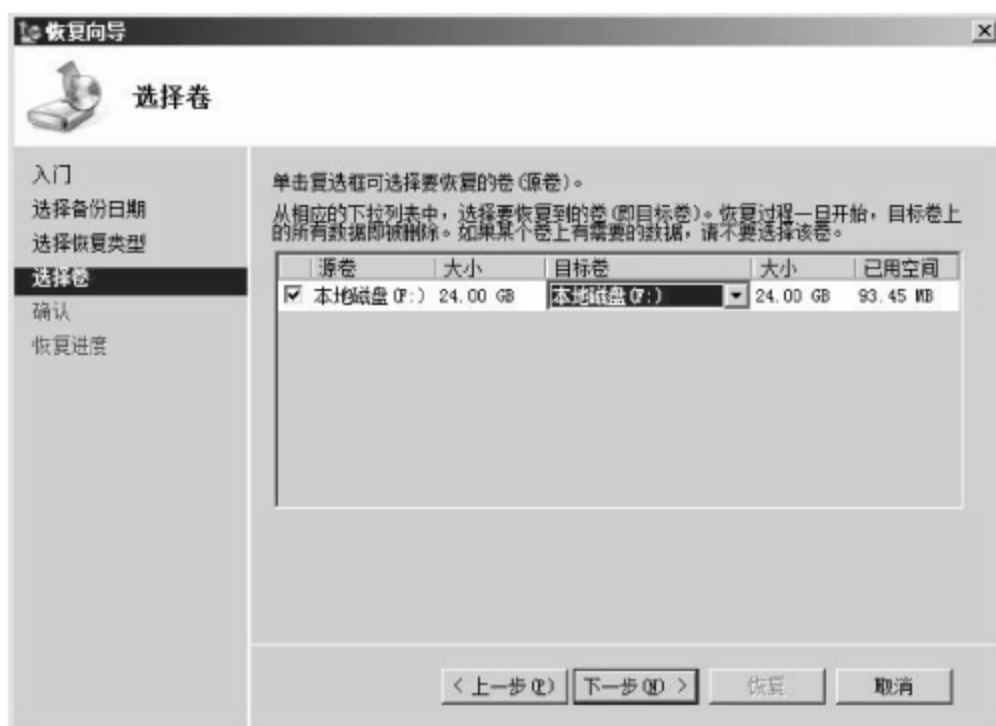 恢复向导
选择卷
入门
选择备份日期
选择恢复类型
选择卷
确认
恢复进度
单击复选框可选择要恢复的卷(源卷)。
从相应的下拉列表中，选择要恢复到的卷(即目标卷)。恢复过程一旦开始，目标卷上
的所有数据即被删除。如果某个卷上有需要的数据，请不要选择该卷。
源卷 大小 目标卷 大小 已用空间
本地磁盘(F:) 24.00 GB 本地磁盘(F:) 24.00 GB 93.45 MB
< 上一步(P) 下一步(N) > 恢复 取消